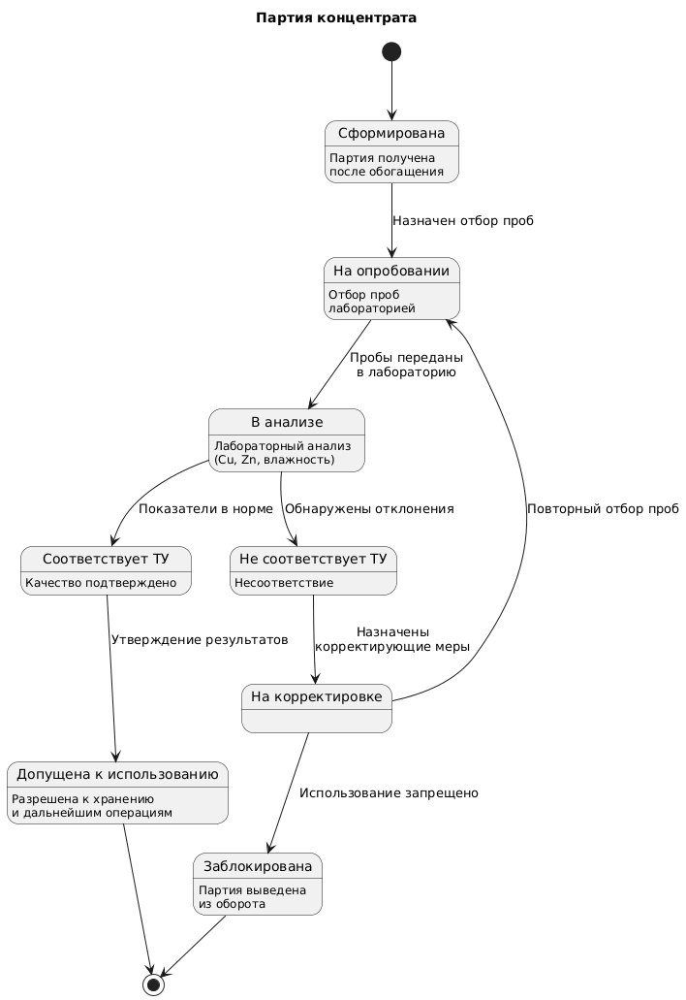 Партия концентрата
Сформирована
Партия получена
после обогащения
Назначен отбор проб
На опробовании
Отбор проб
лабораторией
Пробы переданы
в лабораторию
В анализе
Лабораторный анализ
(Cu, Zn, влажность)
Показатели в норме
Обнаружены отклонения
Повторный отбор проб
Соответствует ТУ
Качество подтверждено
Не соответствует ТУ
Несоответствие
Утверждение результатов
Назначены
корректирующие меры
На корректировке
Допущена к использованию
Разрешена к хранению
и дальнейшим операциям
Использование запрещено
Заблокирована
Партия выведена
из оборота